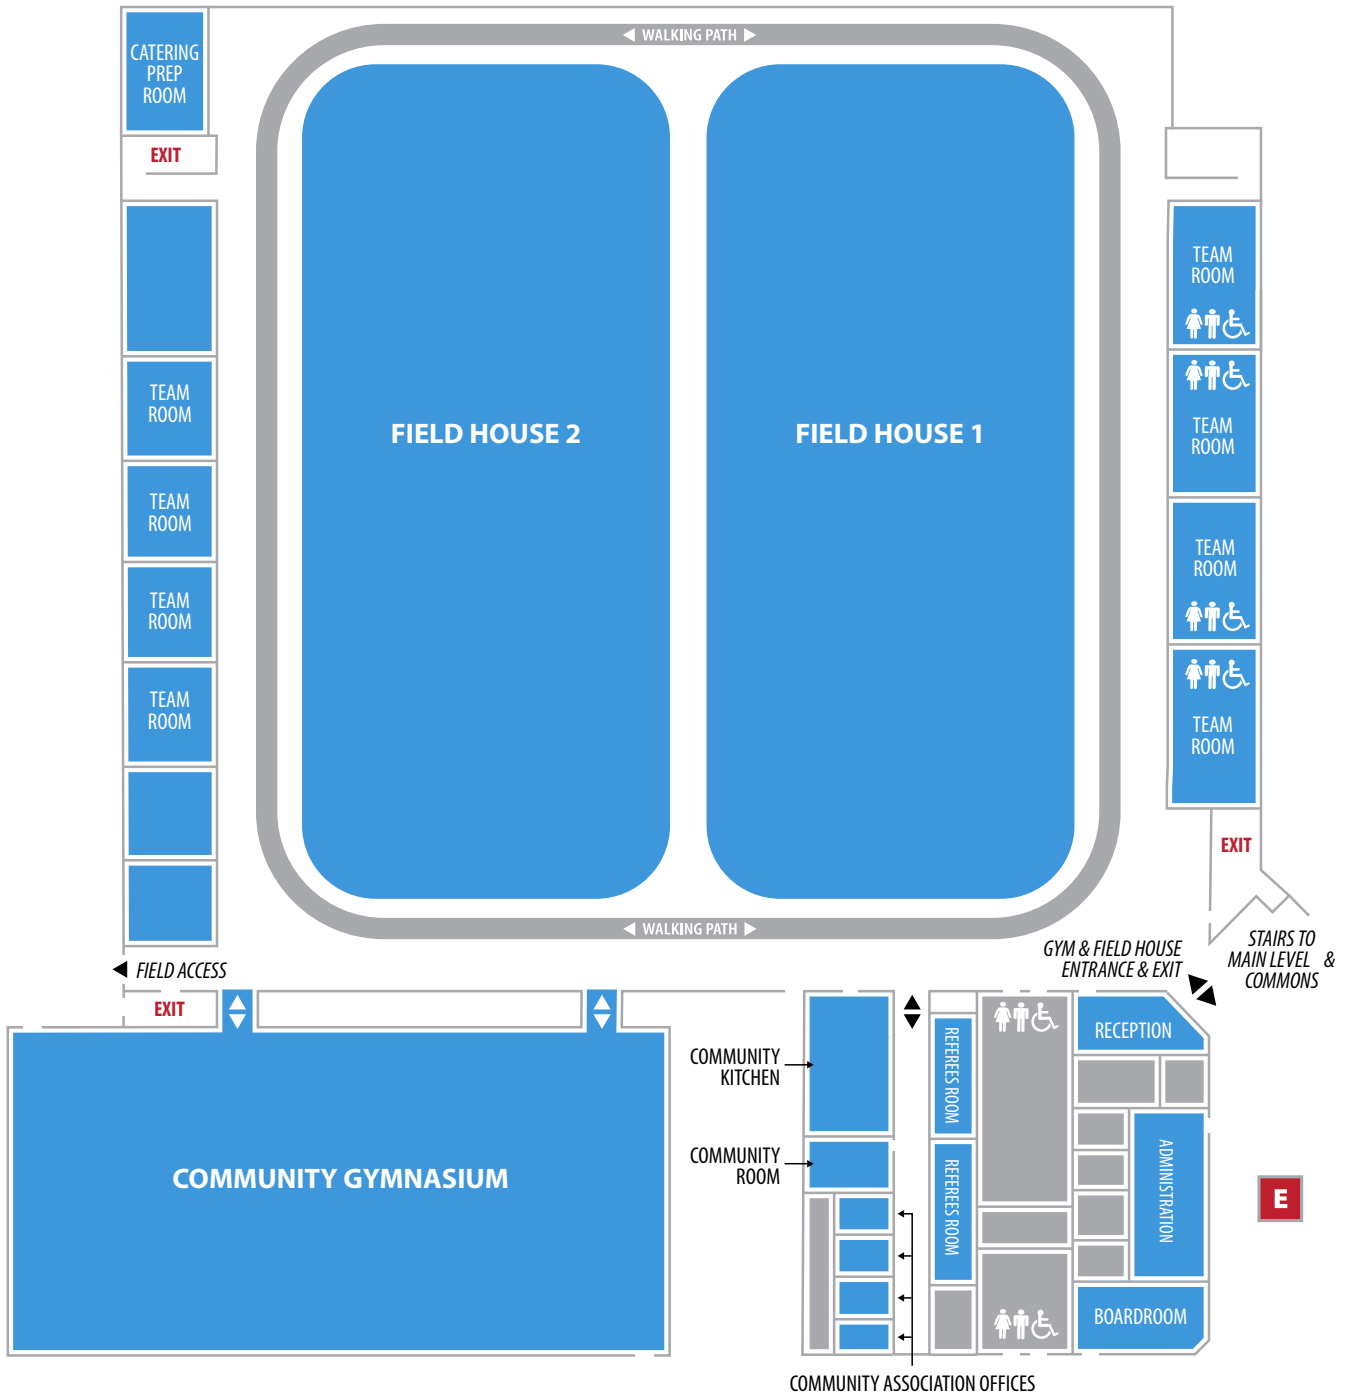 WALKING PATH
CATERING
PREP
ROOM
EXIT
TEAM
ROOM
TEAM
ROOM
TEAM
ROOM
TEAM
ROOM
FIELD HOUSE 2
FIELD HOUSE 1
TEAM
ROOM
TEAM
ROOM
TEAM
ROOM
TEAM
ROOM
EXIT
WALKING PATH
FIELD ACCESS
EXIT
GYM & FIELD HOUSE
ENTRANCE & EXIT
STAIRS TO
MAIN LEVEL &
COMMONS
COMMUNITY GYMNASIUM
COMMUNITY
KITCHEN
COMMUNITY
ROOM
REFEREES ROOM
REFEREES ROOM
RECEPTION
ADMINISTRATION
BOARDROOM
E
COMMUNITY ASSOCIATION OFFICES